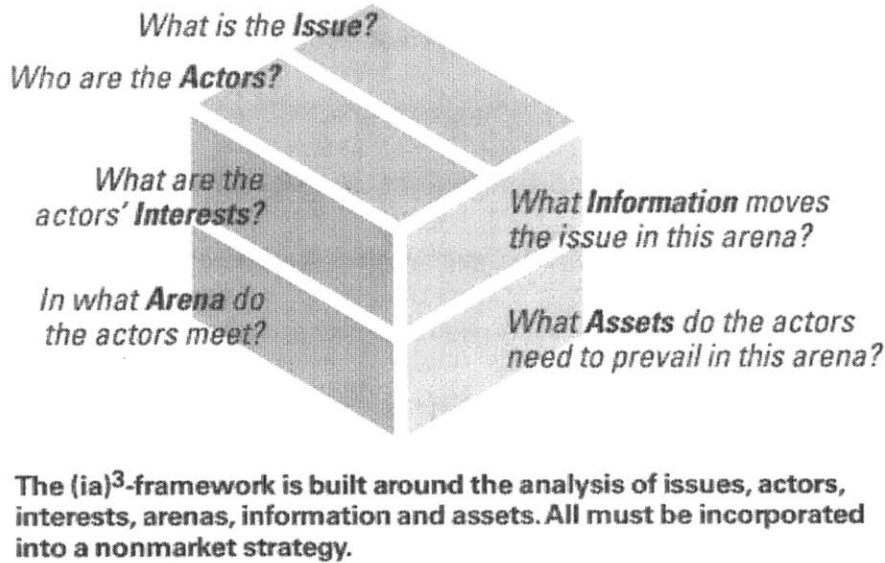 What is the Issue?
Who are the Actors?
What are the
actors' Interests?
In what Arena do
the actors meet?
What Information moves
the issue in this arena?
What Assets do the actors
need to prevail in this arena?
The (ia)³-framework is built around the analysis of issues, actors,
interests, arenas, information and assets. All must be incorporated
into a nonmarket strategy.